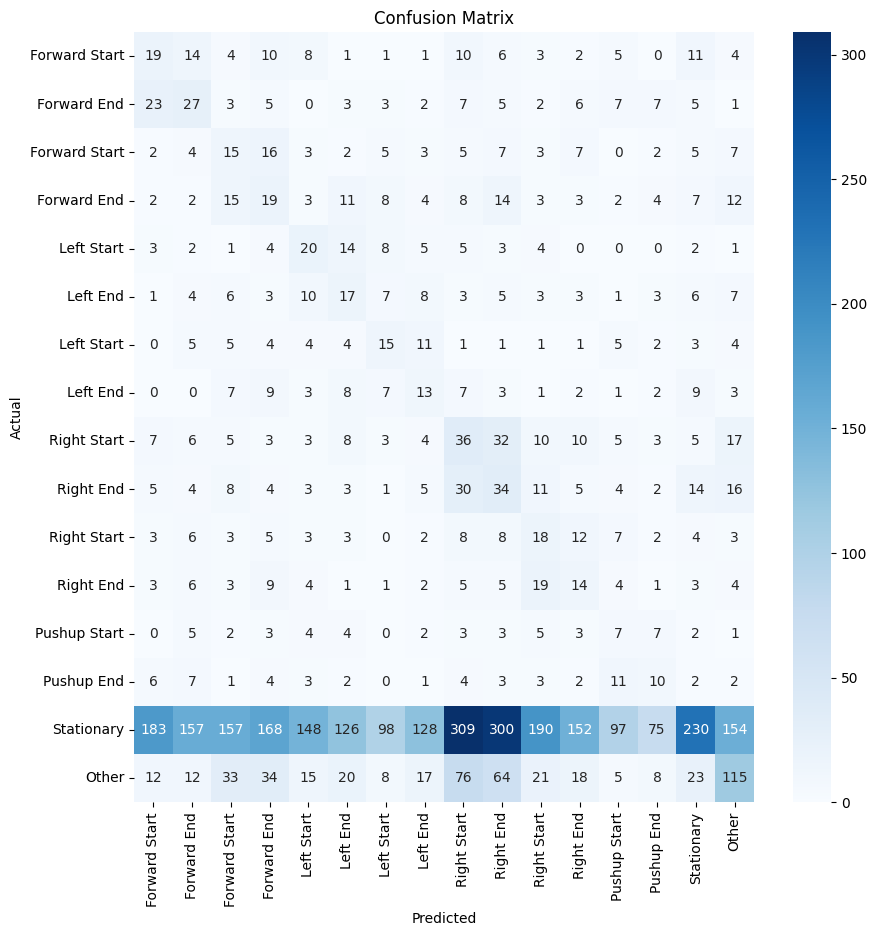 Confusion Matrix
Forward Start 19 14 4 10 8 1 1 1 10 6 3 2 5 0 11 4
Forward End 23 27 3 5 0 3 3 2 7 5 2 6 7 7 5 1
Forward Start 2 4 15 16 3 2 5 3 5 7 3 7 0 2 5 7
Forward End 2 2 15 19 3 11 8 4 8 14 3 3 2 4 7 12
Left Start 3 2 1 4 20 14 8 5 5 3 4 0 0 0 2 1
Left End 1 4 6 3 10 17 7 8 3 5 3 3 1 3 6 7
Left Start 0 5 5 4 4 4 15 11 1 1 1 1 5 2 3 4
Left End 0 0 7 9 3 8 7 13 7 3 1 2 1 2 9 3
Right Start 7 6 5 3 3 8 3 4 36 32 10 10 5 3 5 17
Right End 5 4 8 4 3 3 1 5 30 34 11 5 4 2 14 16
Right Start 3 6 3 5 3 3 0 2 8 8 18 12 7 2 4 3
Right End 3 6 3 9 4 1 1 2 5 5 19 14 4 1 3 4
Pushup Start 0 5 2 3 4 4 0 2 3 3 5 3 7 7 2 1
Pushup End 6 7 1 4 3 2 0 1 4 3 3 2 11 10 2 2
Stationary 183 157 157 168 148 126 98 128 309 300 190 152 97 75 230 154
Other 12 12 33 34 15 20 8 17 76 64 21 18 5 8 23 115
Actual
Forward Start
Forward End
Forward Start
Forward End
Left Start
Left End
Left Start
Left End
Right Start
Right End
Right Start
Right End
Pushup Start
Pushup End
Stationary
Other
Predicted
300
250
200
150
100
50
0